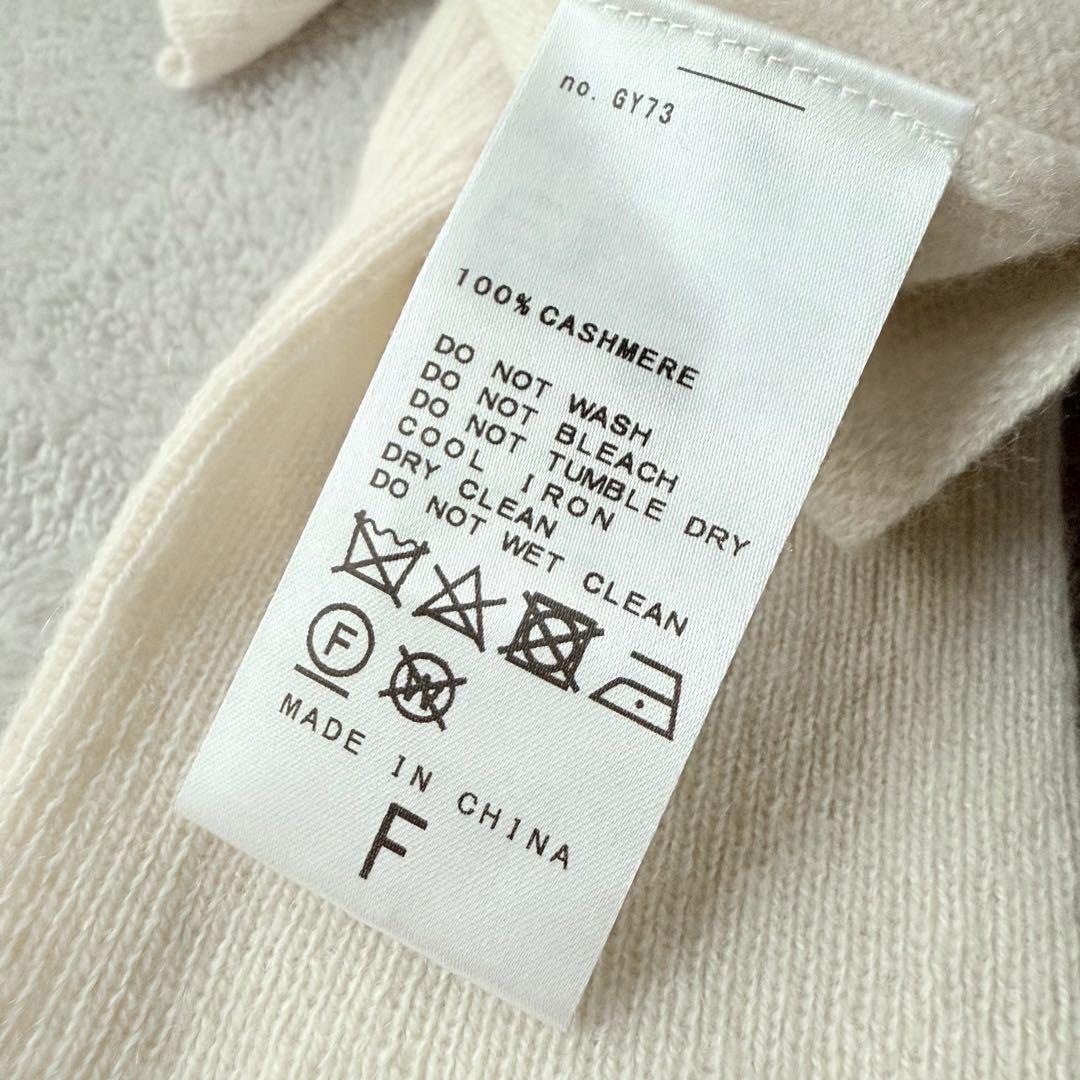 no. GY73
100% CASHMERE
DO NOT WASH
DO NOT BLEACH
DO NOT TUMBLE DRY
COOL IRON
DRY CLEAN
DO NOT WET CLEAN
F W
MADE IN CHINA
F